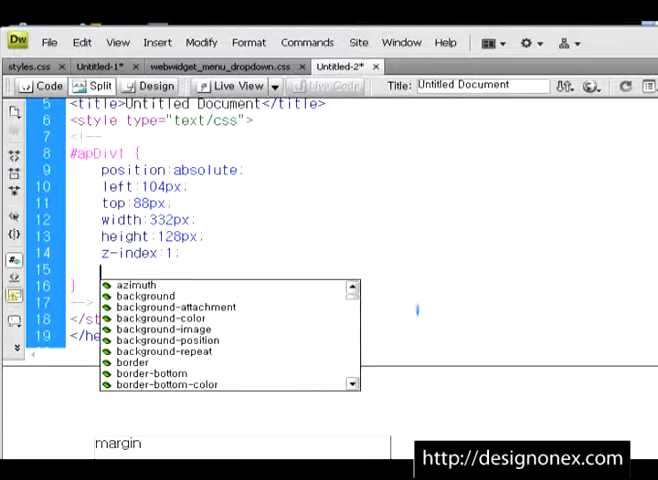 Dw File Edit View Insert Modify Format Commands Site Window Help
styles.css × Untitled-1* × webwidget_menu_dropdown.css × Untitled-2* ×
Code Split Design Live View Live Code Title: Untitled Document
5 <title>Untitled Document</title>
6 <style type="text/css">
7 <!--
8 #apDiv1 {
9 position:absolute;
10 left:104px;
11 top:88px;
12 width:332px;
13 height:128px;
14 z-index:1;
15
16 }
17 -->
18 </st
19 </he
azimuth
background
background-attachment
background-color
background-image
background-position
background-repeat
border
border-bottom
border-bottom-color
margin
http://designonex.com